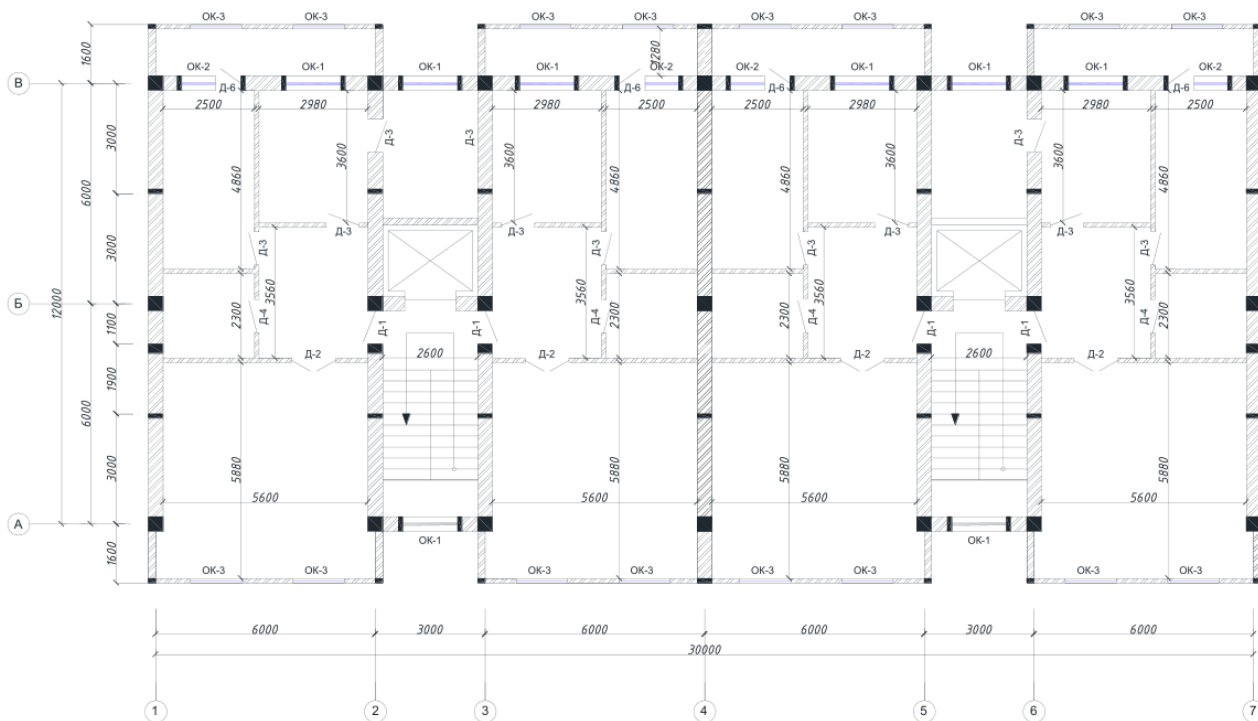 ОК-3 ОК-3 ОК-3 ОК-3 ОК-3 ОК-3 ОК-3 ОК-3
1600 1280
В ОК-2 ОК-1 ОК-1 ОК-1 ОК-2 ОК-2 ОК-1 ОК-1 ОК-1 ОК-2
Д-6 Д-6 Д-6 Д-6
2500 2980 2980 2500 2500 2980 2980 2500
3000 Д-3 Д-3 Д-3
3600 3600 3600 3600
4860 4860 4860 4860
6000
Д-3 Д-3 Д-3 Д-3
3000 Д-3 Д-3 Д-3 Д-3
3560 3560 3560 3560
12000
Б
2300 2300 2300 2300
1100 Д-4 Д-4 Д-4 Д-4
Д-1 Д-1 Д-1 Д-1
Д-2 2600 Д-2 Д-2 2600 Д-2
1900
6000
3000 5880 5880 5880 5880
5600 5600 5600 5600
А
ОК-1 ОК-1
1600
ОК-3 ОК-3 ОК-3 ОК-3 ОК-3 ОК-3 ОК-3 ОК-3
6000 3000 6000 6000 3000 6000
30000
1 2 3 4 5 6 7